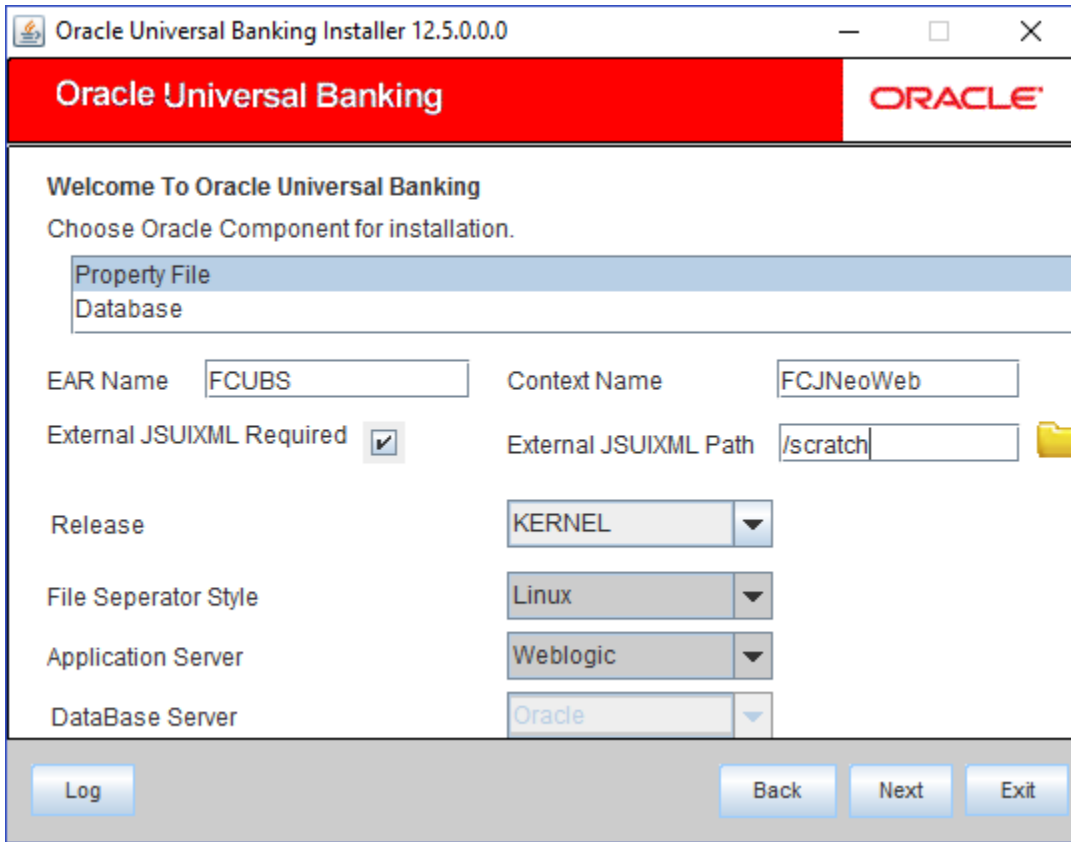 Oracle Universal Banking Installer 12.5.0.0.0
Oracle Universal Banking
ORACLE
Welcome To Oracle Universal Banking
Choose Oracle Component for installation.
Property File
Database
EAR Name FCUBS Context Name FCJNeoWeb
External JSUIXML Required External JSUIXML Path /scratch
Release KERNEL
File Seperator Style Linux
Application Server Weblogic
DataBase Server Oracle
Log Back Next Exit